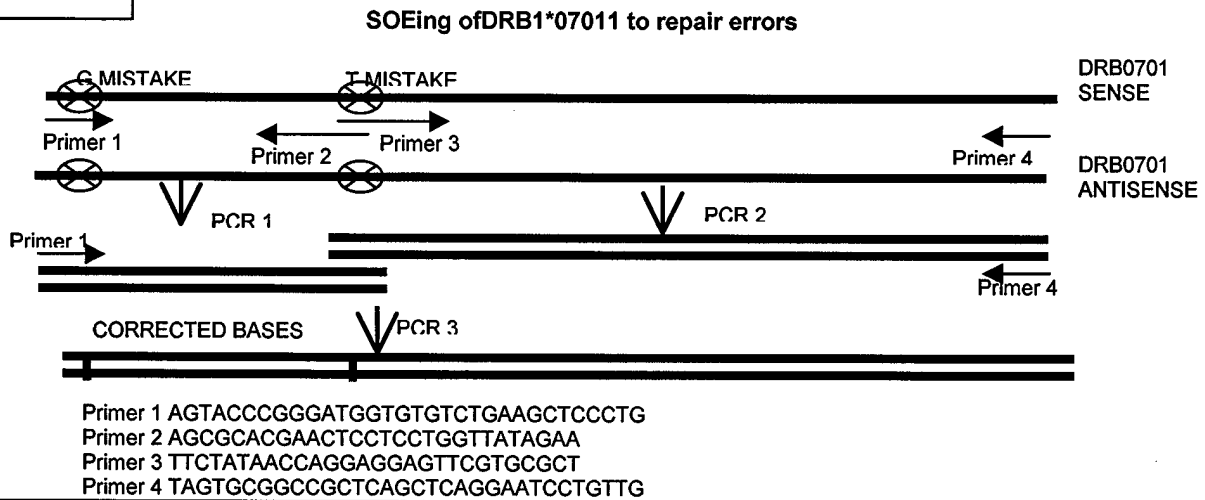 SOEing ofDRB1*07011 to repair errors
G MISTAKE
T MISTAKE
DRB0701
SENSE
Primer 1
Primer 2
Primer 3
Primer 4
DRB0701
ANTISENSE
PCR 1
PCR 2
Primer 1
Primer 4
CORRECTED BASES
PCR 3
Primer 1 AGTACCCGGGATGGTGTGTCTGAAGCTCCCTG
Primer 2 AGCGCACGAACTCCTCCTGGTTATAGAA
Primer 3 TTCTATAACCAGGAGGAGTTCGTGCGCT
Primer 4 TAGTGCGGCCGCTCAGCTCAGGAATCCTGTTG